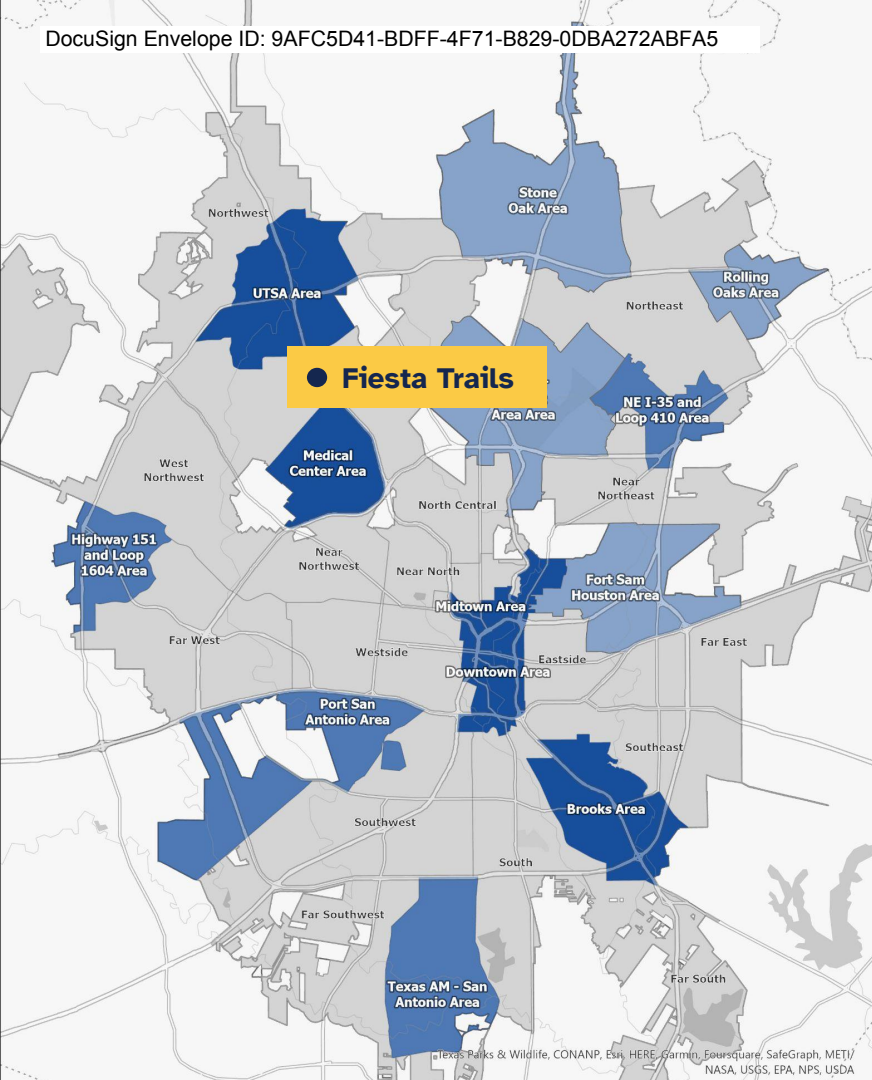 DocuSign Envelope ID: 9AFC5D41-BDFF-4F71-B829-0DBA272ABFA5
Stone
Oak Area
Northwest
Rolling
Oaks Area
UTSA Area
Northeast
Fiesta Trails
NE I-35 and
Loop 410 Area
Area Area
Medical
Center Area
West
Northwest
Near
Northeast
North Central
Highway 151
and Loop
1604 Area
Near
Northwest
Near North
Fort Sam
Houston Area
Midtown Area
Far West
Westside
Eastside
Far East
Downtown Area
Port San
Antonio Area
Southeast
Brooks Area
Southwest
South
Far Southwest
Far South
Texas AM - San
Antonio Area
Texas Parks & Wildlife, CONANP, Esri, HERE, Garmin, Foursquare, SafeGraph, METI/
NASA, USGS, EPA, NPS, USDA